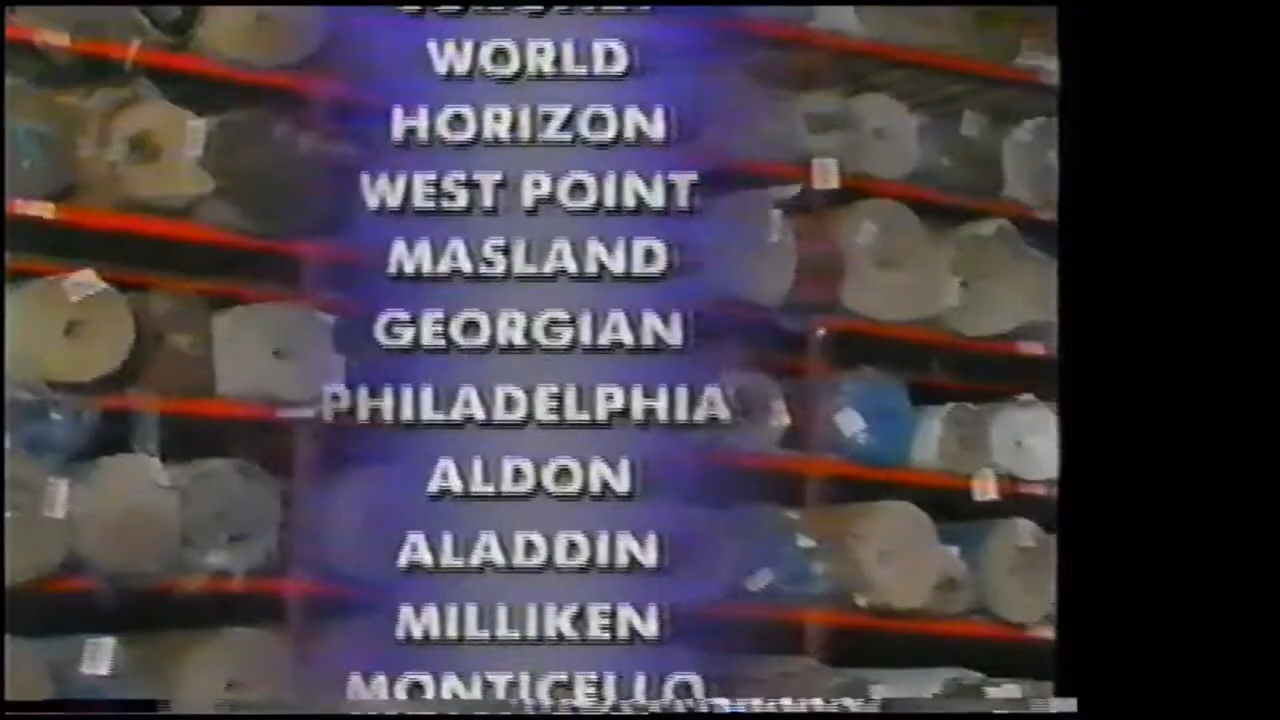 WORLD
HORIZON
WEST POINT
MASLAND
GEORGIAN
PHILADELPHIA
ALDON
ALADDIN
MILLIKEN
MONTICELLO